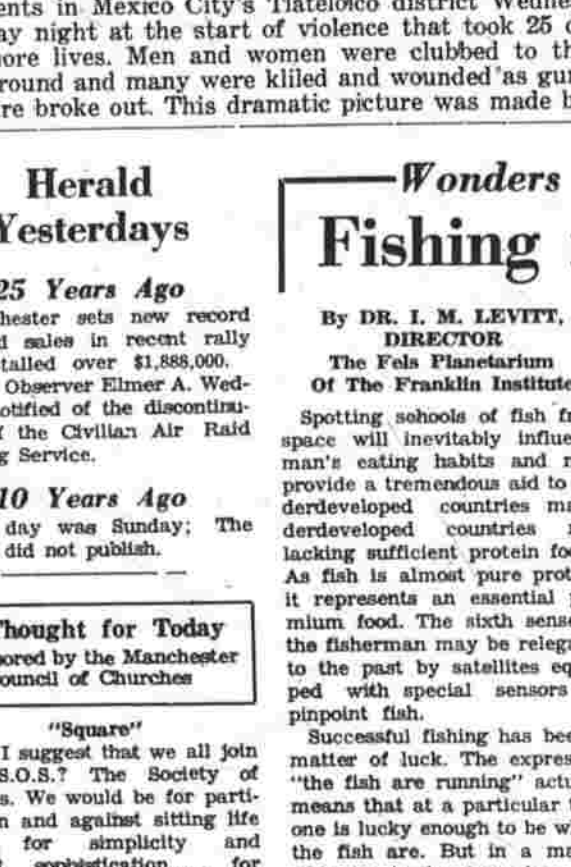 ents in Mexico City's Tlatelolco district Wednes
ay night at the start of violence that took 25 o
ore lives. Men and women were clubbed to th
round and many were kliled and wounded as gun
re broke out. This dramatic picture was made b
Herald
Yesterdays
25 Years Ago
hester sets new record
d sales in recent rally
talled over $1,888,000.
Observer Elmer A. Wed-
otified of the discontinu-
f the Civilian Air Raid
g Service.
10 Years Ago
day was Sunday; The
did not publish.
Thought for Today
ored by the Manchester
ouncil of Churches
"Square"
I suggest that we all join
S.O.S.? The Society of
s. We would be for parti-
n and against sitting life
for simplicity and
sophistication for
Wonders
Fishing
By DR. I. M. LEVITT,
DIRECTOR
The Fels Planetarium
Of The Franklin Institute
Spotting schools of fish fr
space will inevitably influe
man's eating habits and m
provide a tremendous aid to
derdeveloped countries ma
derdeveloped countries
lacking sufficient protein foo
As fish is almost pure prot
it represents an essential p
mium food. The sixth sense
the fisherman may be relega
to the past by satellites eq
ped with special sensors
pinpoint fish.
Successful fishing has bee
matter of luck. The expres
"the fish are running" actu
means that at a particular t
one is lucky enough to be w
the fish are. But in a ma